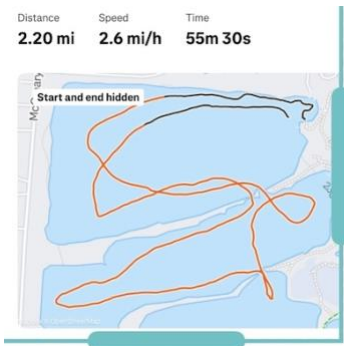 Distance Speed Time
2.20 mi 2.6 mi/h 55m 30s
Start and end hidden